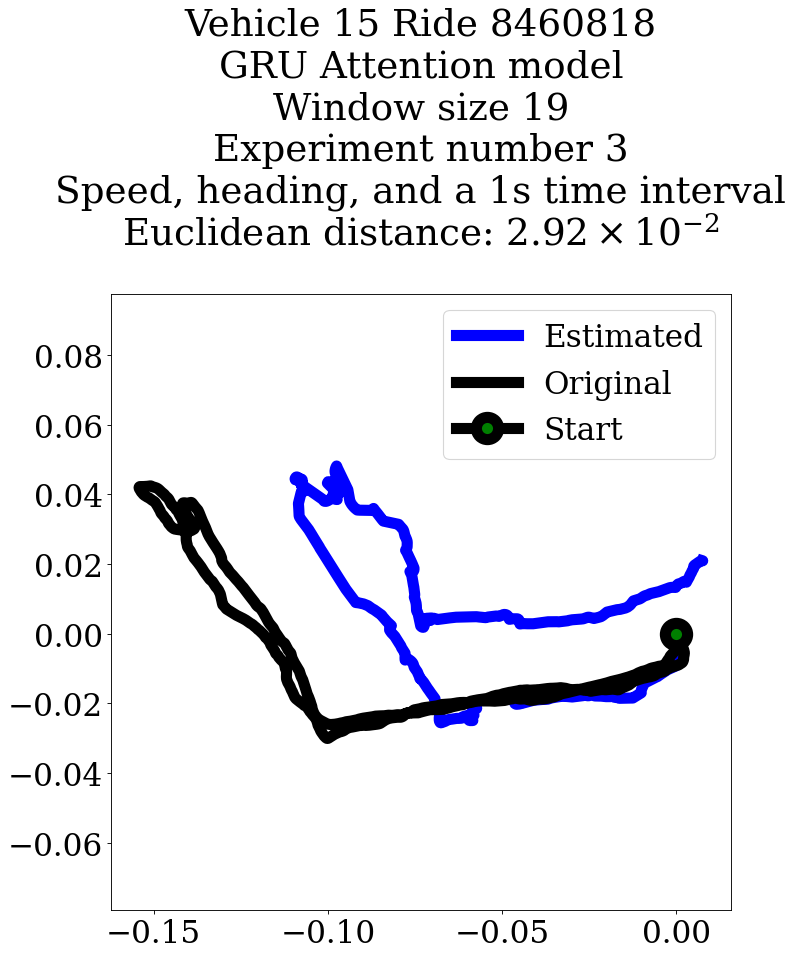 Vehicle 15 Ride 8460818
GRU Attention model
Window size 19
Experiment number 3
Speed, heading, and a 1s time interval
Euclidean distance: 2.92 × 10⁻²
Estimated
Original
Start
0.08
0.06
0.04
0.02
0.00
−0.02
−0.04
−0.06
−0.15 −0.10 −0.05 0.00